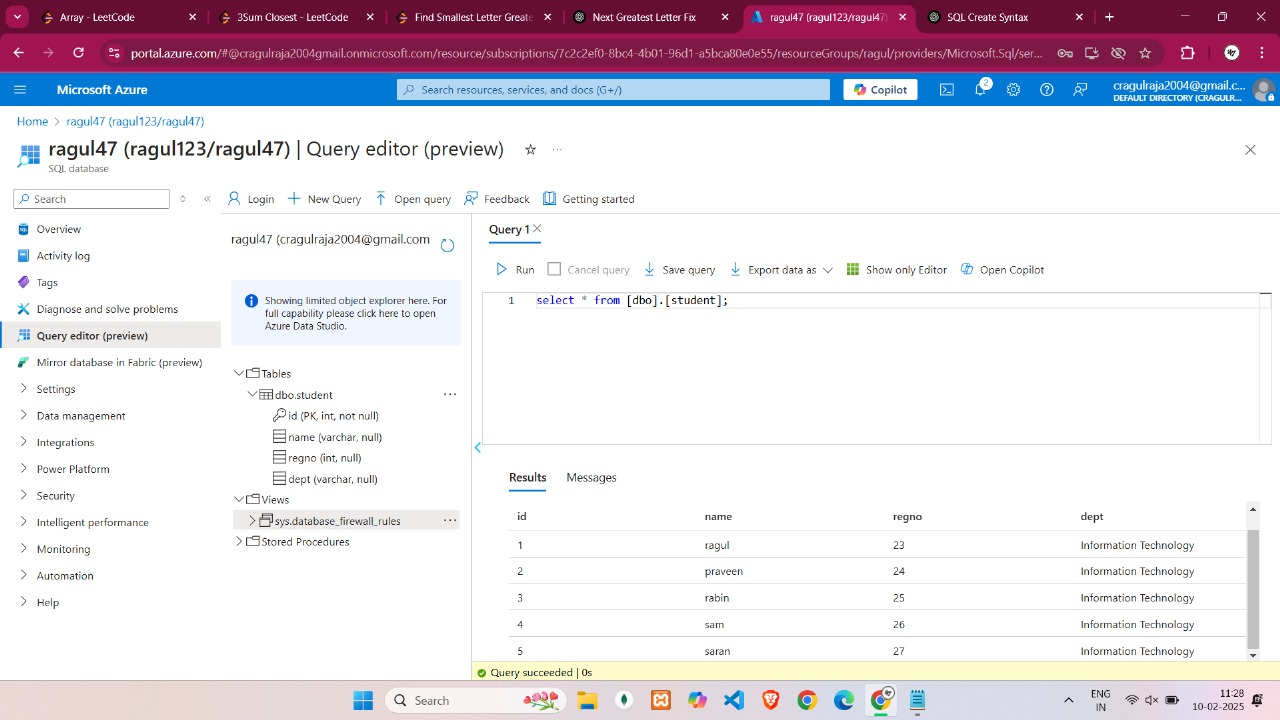 Array - LeetCode
3Sum Closest - LeetCode
Find Smallest Letter Greate
Next Greatest Letter Fix
ragul47 (ragul123/ragul47)
SQL Create Syntax
portal.azure.com/#@cragulraja2004gmail.onmicrosoft.com/resource/subscriptions/7c2c2ef0-8bc4-4b01-96d1-a5bca80e0e55/resourceGroups/ragul/providers/Microsoft.Sql/ser...
Microsoft Azure
Search resources, services, and docs (G+/)
Copilot
2
cragulraja2004@gmail.c...
DEFAULT DIRECTORY (CRAGULR...
Home > ragul47 (ragul123/ragul47)
ragul47 (ragul123/ragul47) | Query editor (preview)
SQL database
Search
Login
New Query
Open query
Feedback
Getting started
Overview
Activity log
Tags
Diagnose and solve problems
Query editor (preview)
Mirror database in Fabric (preview)
Settings
Data management
Integrations
Power Platform
Security
Intelligent performance
Monitoring
Automation
Help
ragul47 (cragulraja2004@gmail.com
Showing limited object explorer here. For
full capability please click here to open
Azure Data Studio.
Tables
dbo.student
id (PK, int, not null)
name (varchar, null)
regno (int, null)
dept (varchar, null)
Views
sys.database_firewall_rules
Stored Procedures
Query 1
Run
Cancel query
Save query
Export data as
Show only Editor
Open Copilot
1 select * from [dbo].[student];
Results
Messages
id name regno dept
1 ragul 23 Information Technology
2 praveen 24 Information Technology
3 rabin 25 Information Technology
4 sam 26 Information Technology
5 saran 27 Information Technology
Query succeeded | 0s
Search
ENG
IN
11:28
10-02-2025